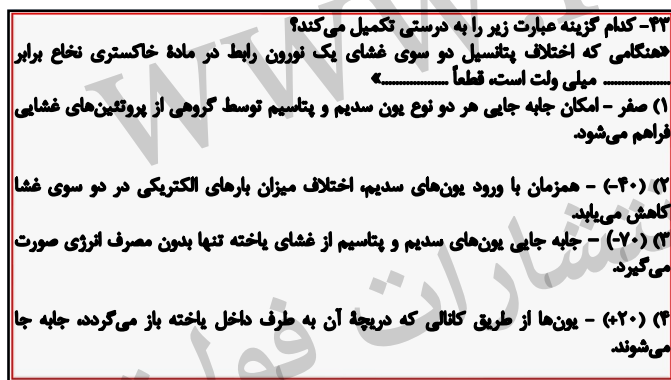 ۴۳- کدام گزینه عبارت زیر را به درستی تکمیل می‌کند؟
«هنگامی که اختلاف پتانسیل دو سوی غشای یک نورون رابط در مادهٔ خاکستری نخاع برابر
............... میلی ولت است، قطعاً ...............»
۱) صفر - امکان جابه جایی هر دو نوع یون سدیم و پتاسیم توسط گروهی از پروتئین‌های غشایی
فراهم می‌شود.
۲) (۴۰-) - همزمان با ورود یون‌های سدیم، اختلاف میزان بارهای الکتریکی در دو سوی غشا
کاهش می‌یابد.
۳) (۷۰-) - جابه جایی یون‌های سدیم و پتاسیم از غشای یاخته تنها بدون مصرف انرژی صورت
می‌گیرد.
۴) (۲۰+) - یون‌ها از طریق کانالی که دریچهٔ آن به طرف داخل یاخته باز می‌گردد، جابه جا
می‌شوند.
WWW
انتشارات